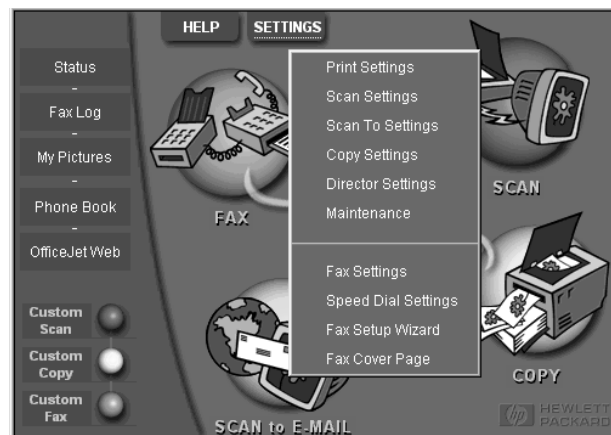 HELP
SETTINGS
Status
Fax Log
My Pictures
Phone Book
OfficeJet Web
Custom
Scan
Custom
Copy
Custom
Fax
Print Settings
Scan Settings
Scan To Settings
Copy Settings
Director Settings
Maintenance
Fax Settings
Speed Dial Settings
Fax Setup Wizard
Fax Cover Page
FAX
SCAN
SCAN to E-MAIL
COPY
hp
HEWLETT
PACKARD